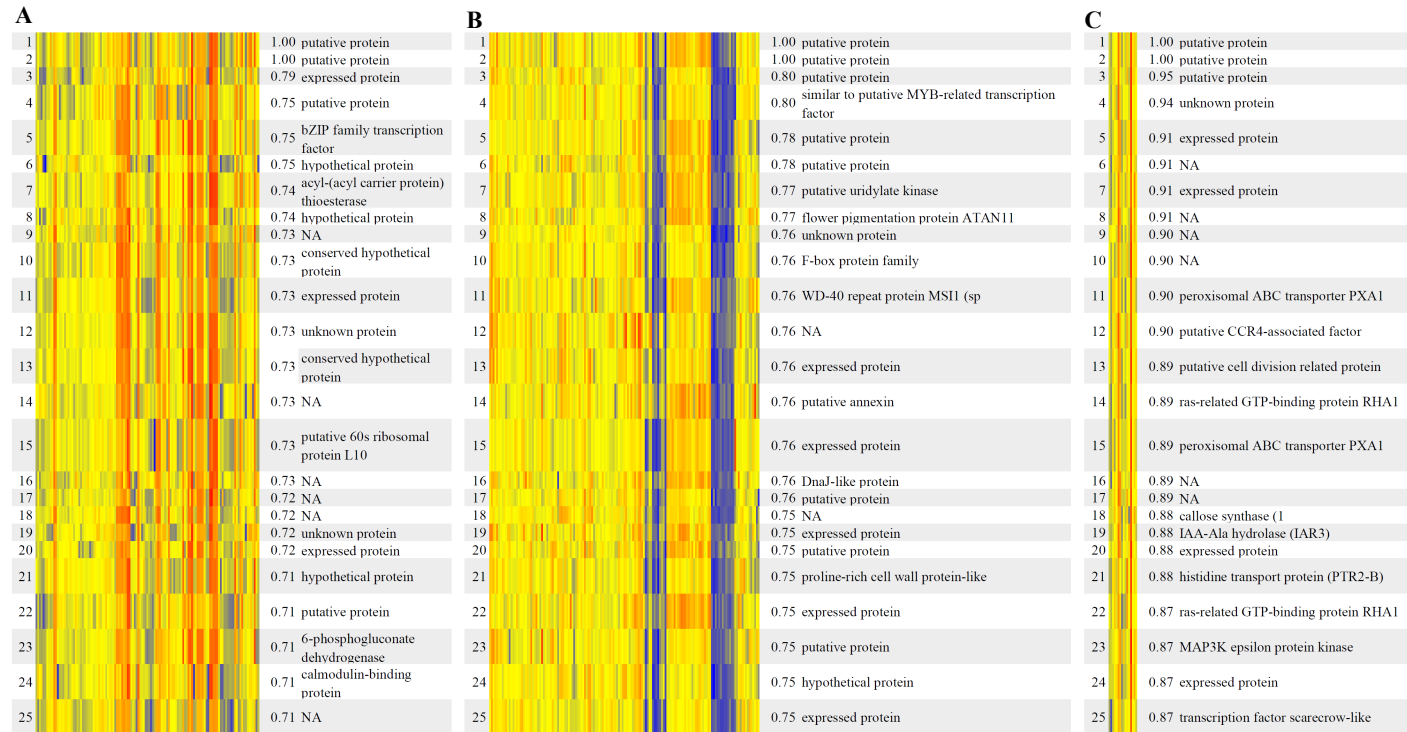 A
1 1.00 putative protein
2 1.00 putative protein
3 0.79 expressed protein
4 0.75 putative protein
5 0.75 bZIP family transcription
factor
6 0.75 hypothetical protein
7 0.74 acyl-(acyl carrier protein)
thioesterase
8 0.74 hypothetical protein
9 0.73 NA
10 0.73 conserved hypothetical
protein
11 0.73 expressed protein
12 0.73 unknown protein
13 0.73 conserved hypothetical
protein
14 0.73 NA
15 0.73 putative 60s ribosomal
protein L10
16 0.73 NA
17 0.72 NA
18 0.72 NA
19 0.72 unknown protein
20 0.72 expressed protein
21 0.71 hypothetical protein
22 0.71 putative protein
23 0.71 6-phosphogluconate
dehydrogenase
24 0.71 calmodulin-binding
protein
25 0.71 NA
B
1 1.00 putative protein
2 1.00 putative protein
3 0.80 putative protein
4 0.80 similar to putative MYB-related transcription
factor
5 0.78 putative protein
6 0.78 putative protein
7 0.77 putative uridylate kinase
8 0.77 flower pigmentation protein ATAN11
9 0.76 unknown protein
10 0.76 F-box protein family
11 0.76 WD-40 repeat protein MSI1 (sp
12 0.76 NA
13 0.76 expressed protein
14 0.76 putative annexin
15 0.76 expressed protein
16 0.76 DnaJ-like protein
17 0.76 putative protein
18 0.75 NA
19 0.75 expressed protein
20 0.75 putative protein
21 0.75 proline-rich cell wall protein-like
22 0.75 expressed protein
23 0.75 putative protein
24 0.75 hypothetical protein
25 0.75 expressed protein
C
1 1.00 putative protein
2 1.00 putative protein
3 0.95 putative protein
4 0.94 unknown protein
5 0.91 expressed protein
6 0.91 NA
7 0.91 expressed protein
8 0.91 NA
9 0.90 NA
10 0.90 NA
11 0.90 peroxisomal ABC transporter PXA1
12 0.90 putative CCR4-associated factor
13 0.89 putative cell division related protein
14 0.89 ras-related GTP-binding protein RHA1
15 0.89 peroxisomal ABC transporter PXA1
16 0.89 NA
17 0.89 NA
18 0.88 callose synthase (1
19 0.88 IAA-Ala hydrolase (IAR3)
20 0.88 expressed protein
21 0.88 histidine transport protein (PTR2-B)
22 0.87 ras-related GTP-binding protein RHA1
23 0.87 MAP3K epsilon protein kinase
24 0.87 expressed protein
25 0.87 transcription factor scarecrow-like